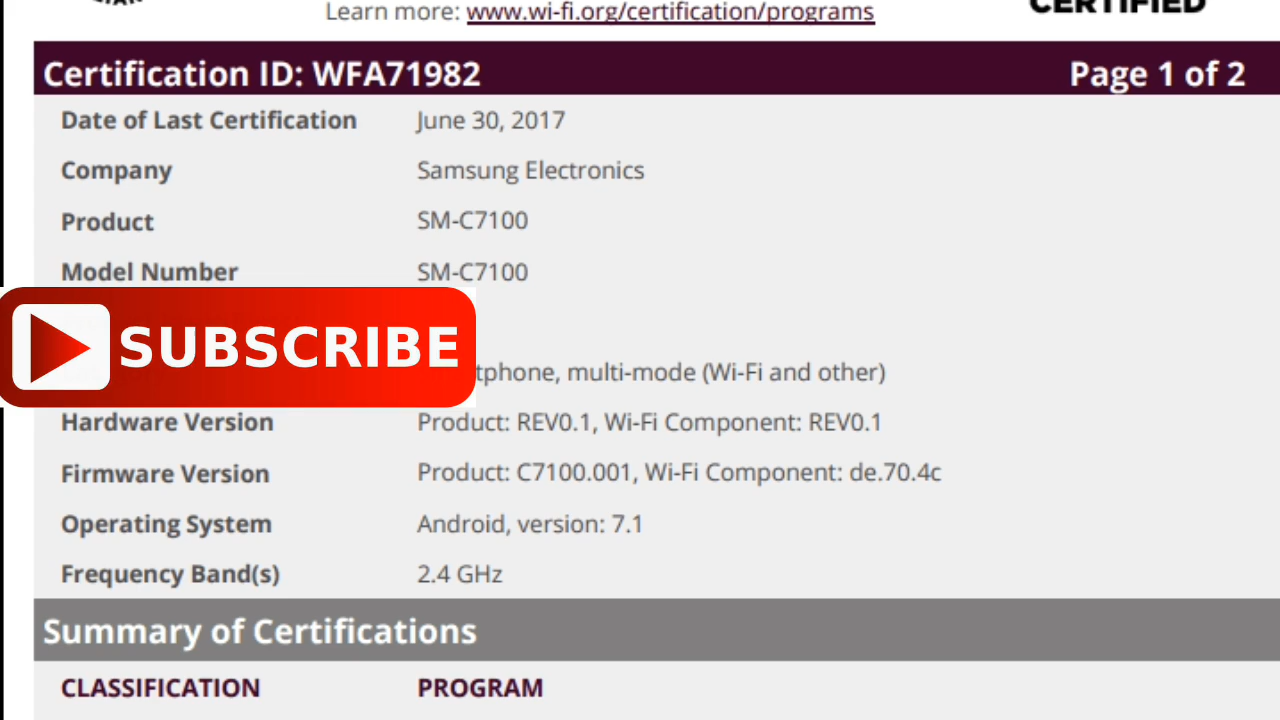 Learn more: www.wi-fi.org/certification/programs
CERTIFIED
Certification ID: WFA71982 Page 1 of 2
Date of Last Certification June 30, 2017
Company Samsung Electronics
Product SM-C7100
Model Number SM-C7100
SUBSCRIBE
multi-mode (Wi-Fi and other)
Hardware Version Product: REV0.1, Wi-Fi Component: REV0.1
Firmware Version Product: C7100.001, Wi-Fi Component: de.70.4c
Operating System Android, version: 7.1
Frequency Band(s) 2.4 GHz
Summary of Certifications
CLASSIFICATION PROGRAM